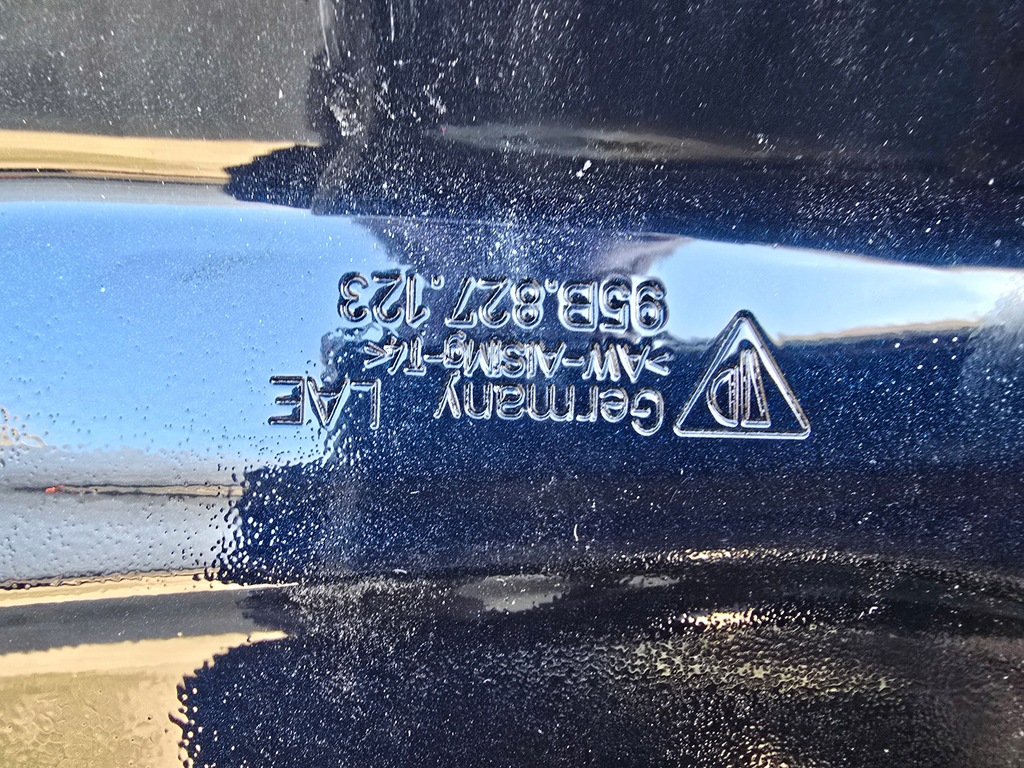 Germany LAE
>AW-AlSiMg-T4<
95B.827.123